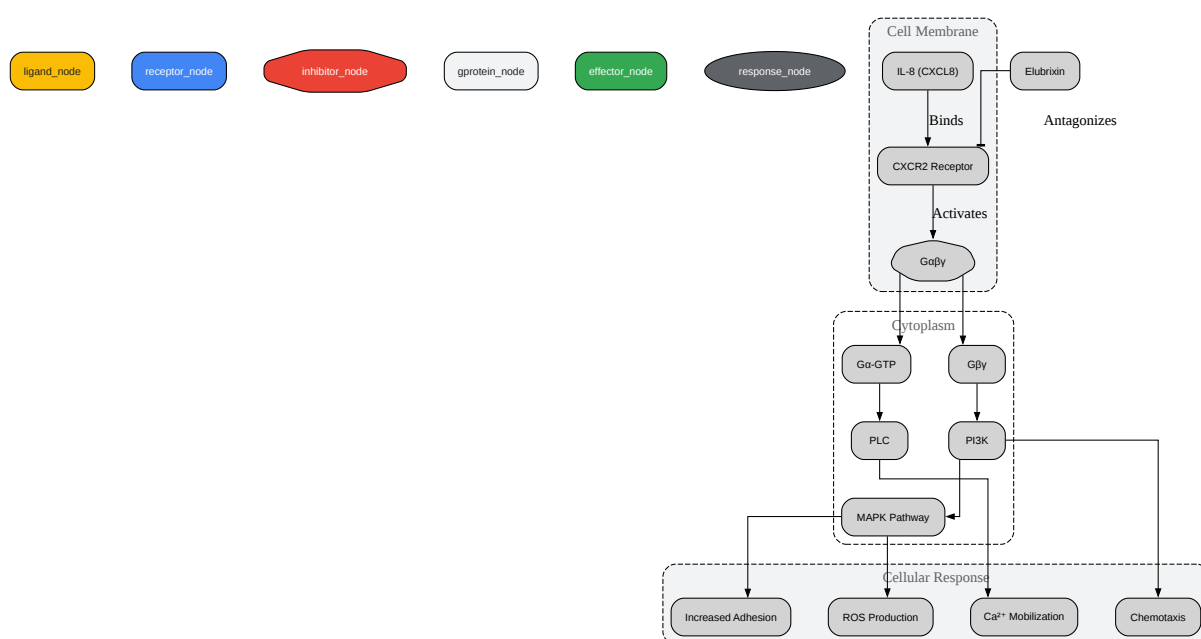 Cell Membrane
ligand_node
receptor_node
inhibitor_node
gprotein_node
effector_node
response_node
IL-8 (CXCL8)
Elubrixin
Binds
Antagonizes
CXCR2 Receptor
Activates
Gαβγ
Cytoplasm
Gα-GTP
Gβγ
PLC
PI3K
MAPK Pathway
Cellular Response
Increased Adhesion
ROS Production
Ca²⁺ Mobilization
Chemotaxis